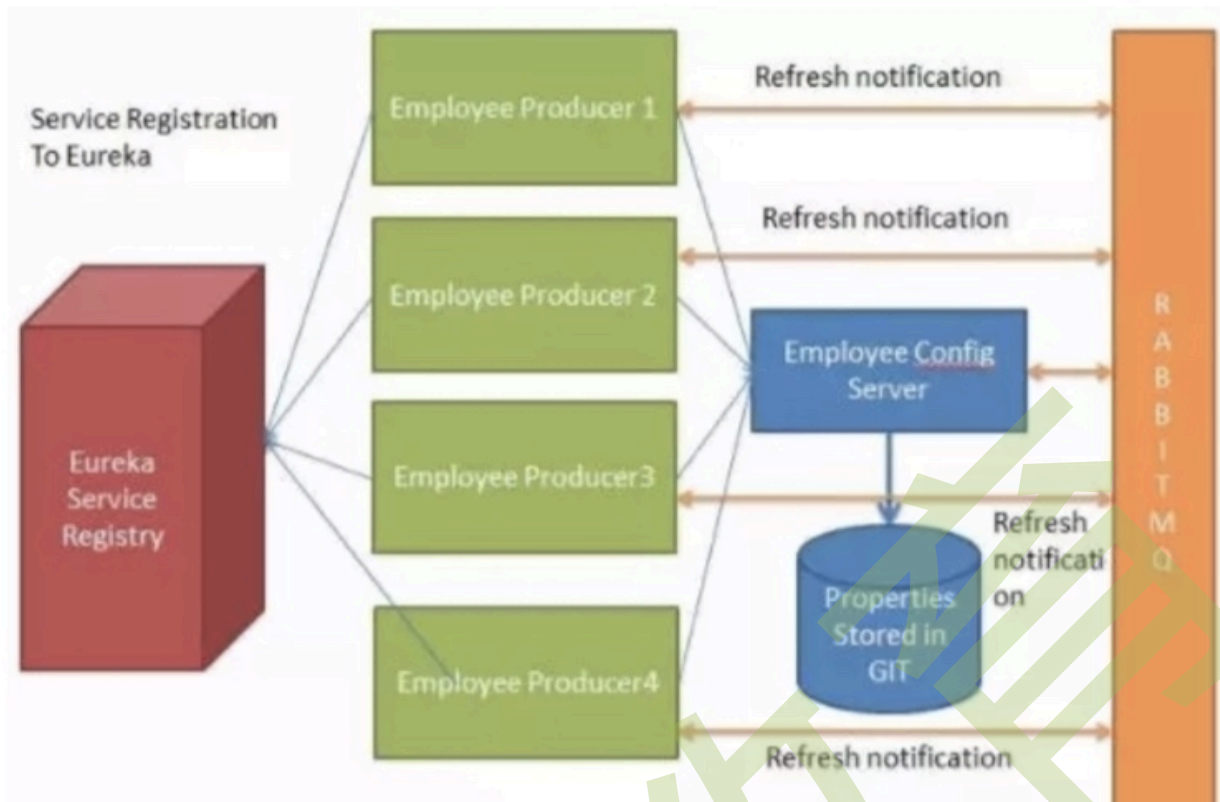 Service Registration
To Eureka
Eureka
Service
Registry
Employee Producer 1
Employee Producer 2
Employee Producer3
Employee Producer4
Refresh notification
Refresh notification
Employee Config
Server
Properties
Stored in
GIT
Refresh
notificati
on
Refresh notification
R
A
B
B
I
T
M
Q